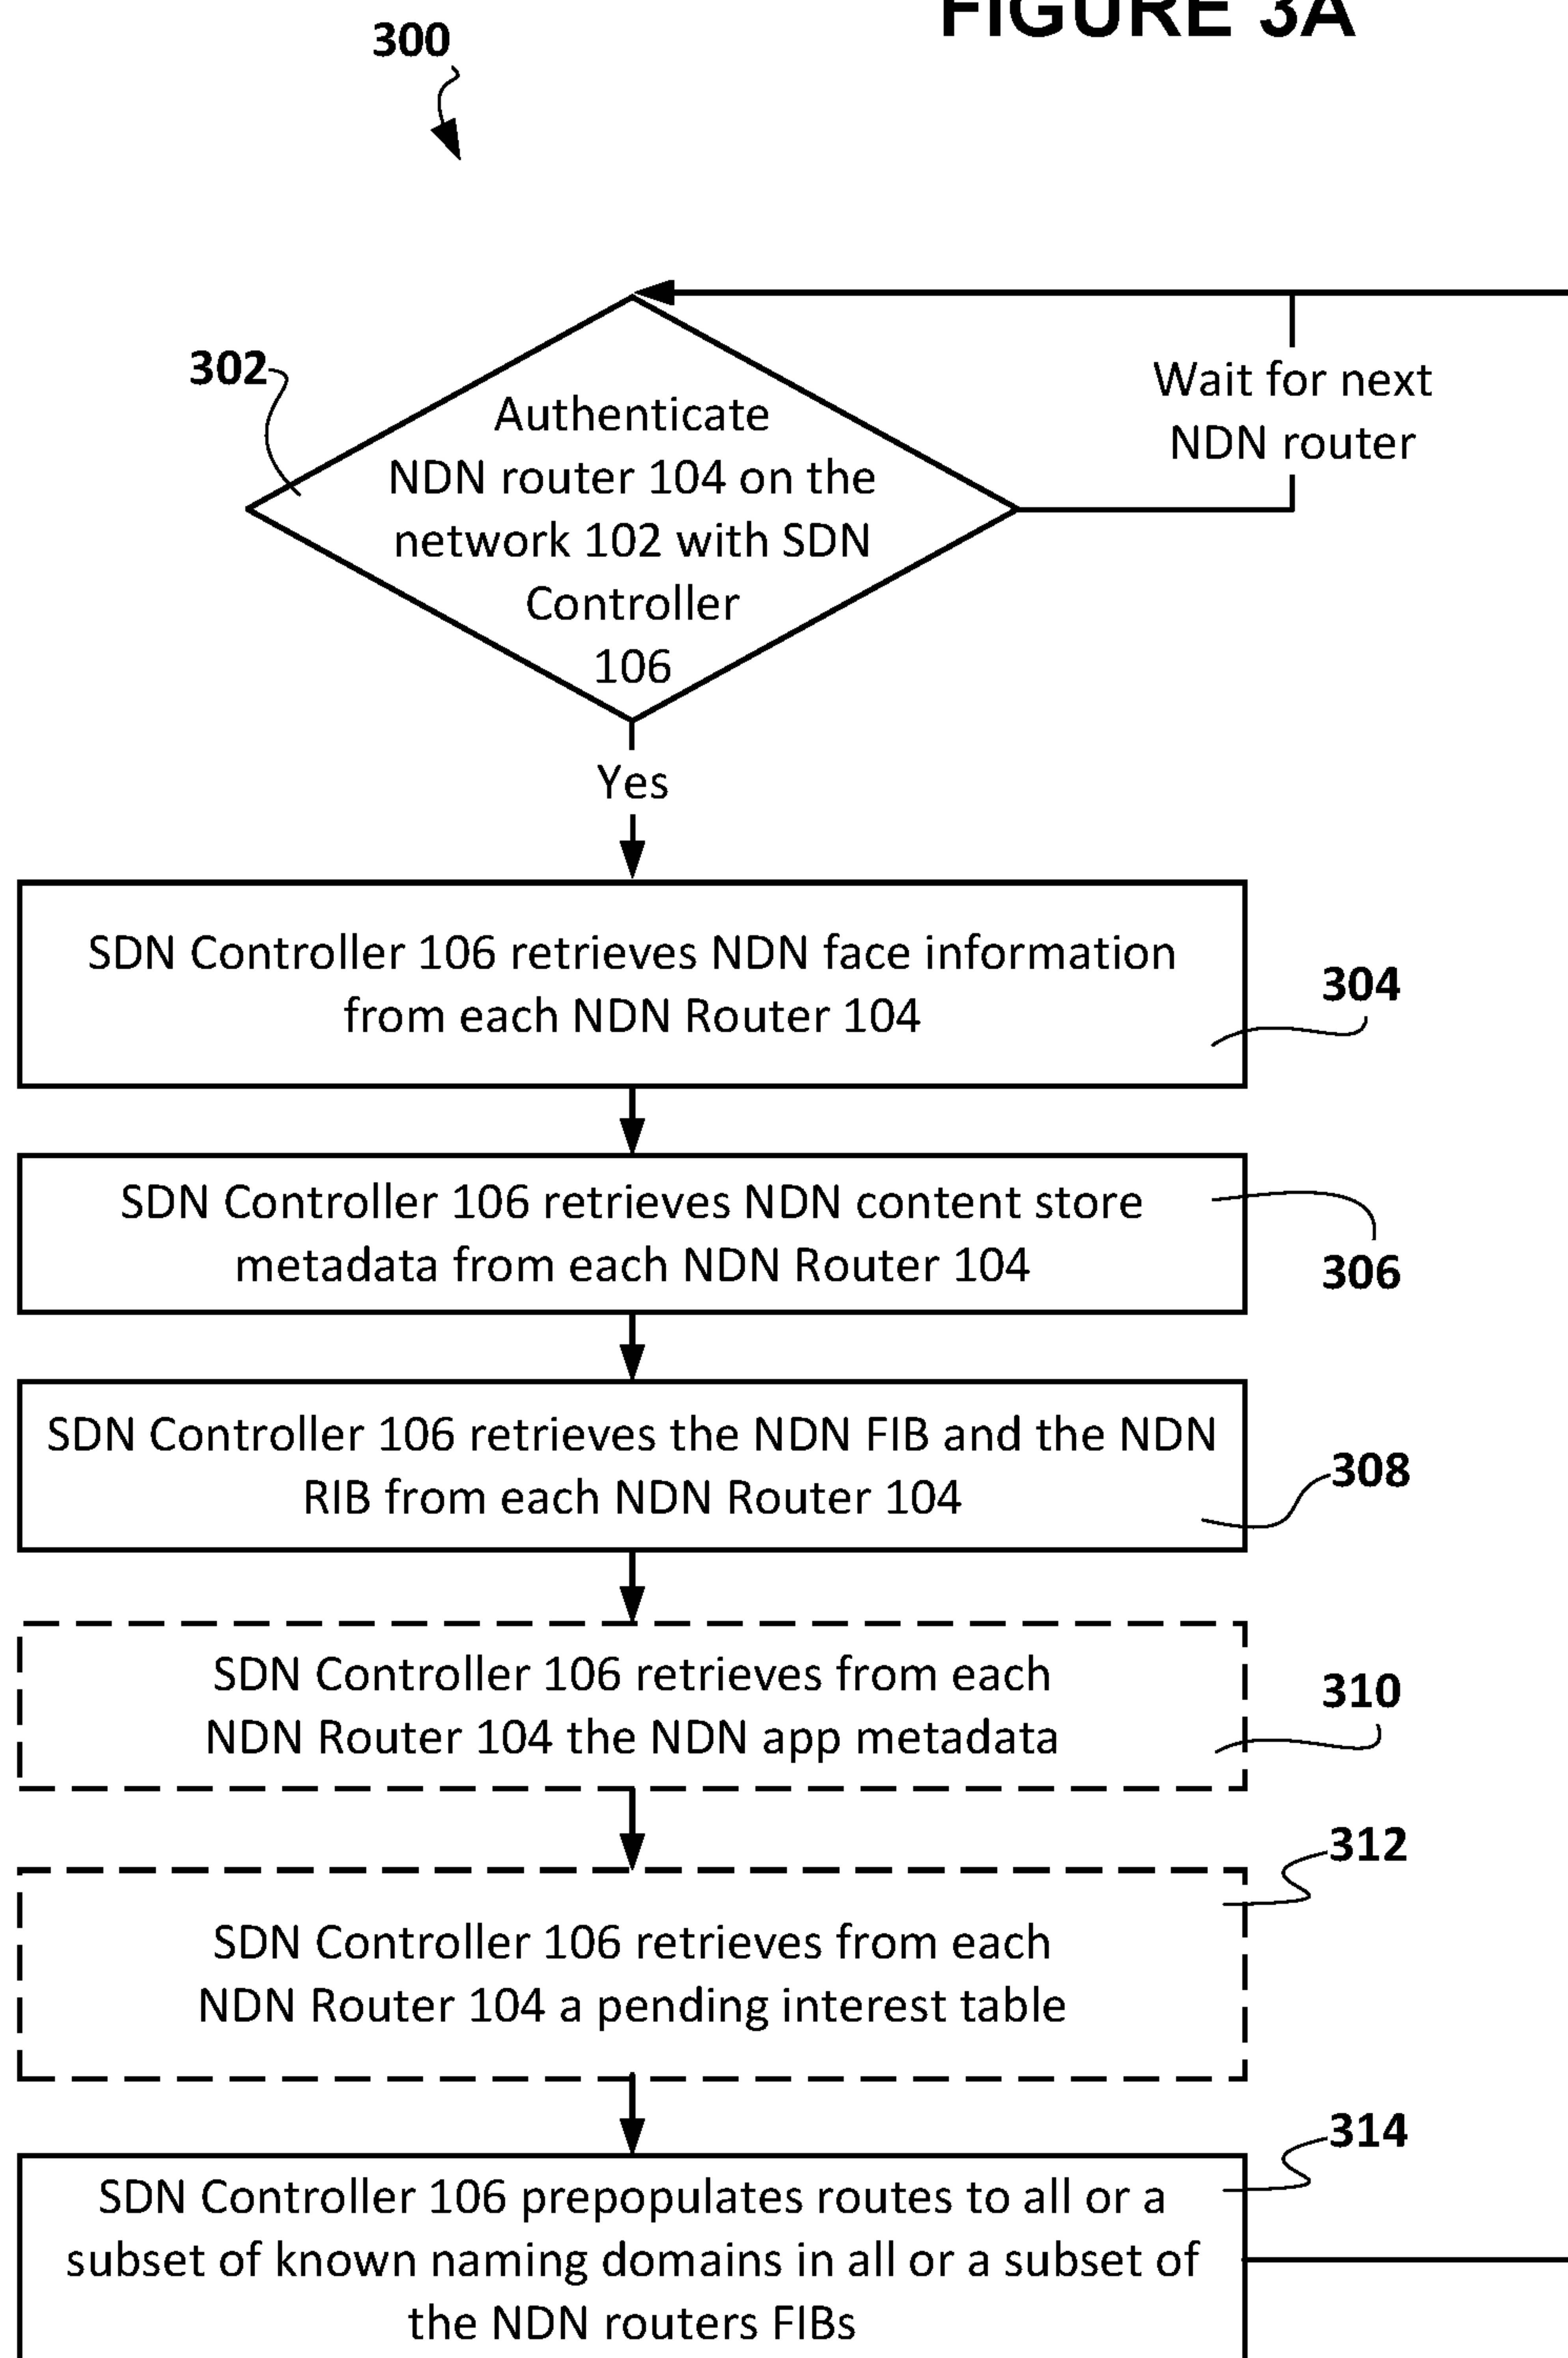 FIGURE 3A
300
302
Authenticate
NDN router 104 on the
network 102 with SDN
Controller
106
Wait for next
NDN router
Yes
SDN Controller 106 retrieves NDN face information
from each NDN Router 104
304
SDN Controller 106 retrieves NDN content store
metadata from each NDN Router 104
306
SDN Controller 106 retrieves the NDN FIB and the NDN
RIB from each NDN Router 104
308
SDN Controller 106 retrieves from each
NDN Router 104 the NDN app metadata
310
312
SDN Controller 106 retrieves from each
NDN Router 104 a pending interest table
314
SDN Controller 106 prepopulates routes to all or a
subset of known naming domains in all or a subset of
the NDN routers FIBs